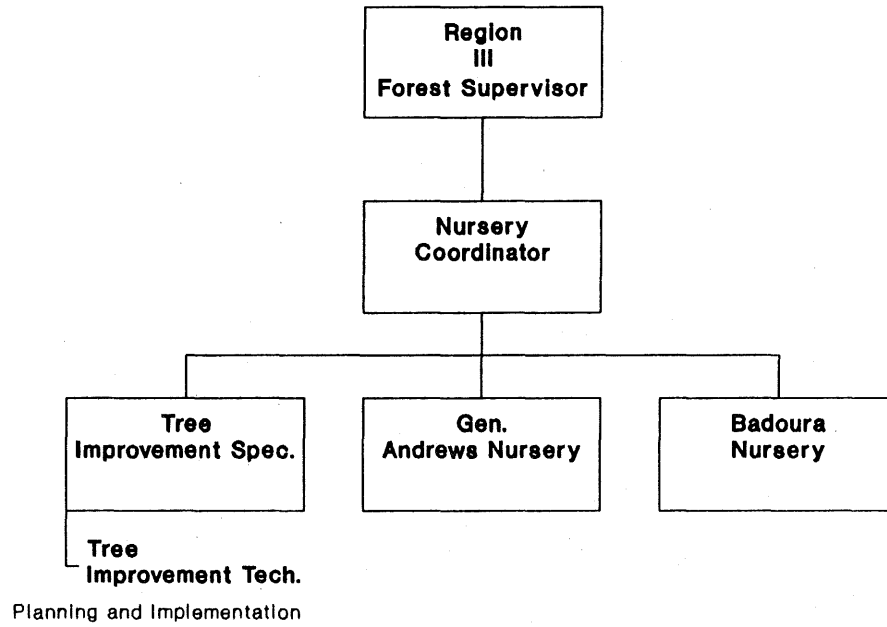 Region
III
Forest Supervisor
Nursery
Coordinator
Tree
Improvement Spec.
Gen.
Andrews Nursery
Badoura
Nursery
Tree
Improvement Tech.
Planning and Implementation